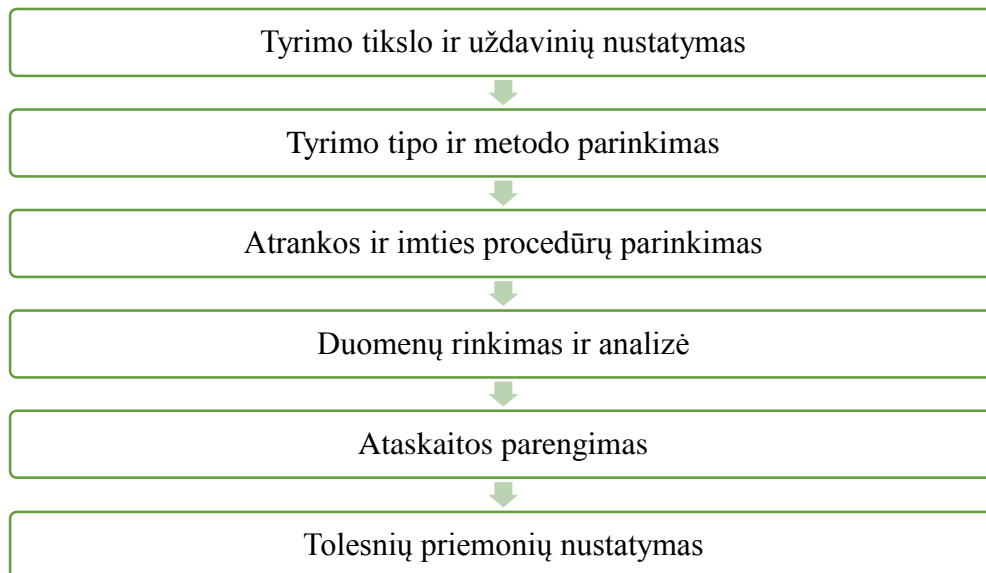 Tyrimo tikslo ir uždavinių nustatymas
Tyrimo tipo ir metodo parinkimas
Atrankos ir imties procedūrų parinkimas
Duomenų rinkimas ir analizė
Ataskaitos parengimas
Tolesnių priemonių nustatymas